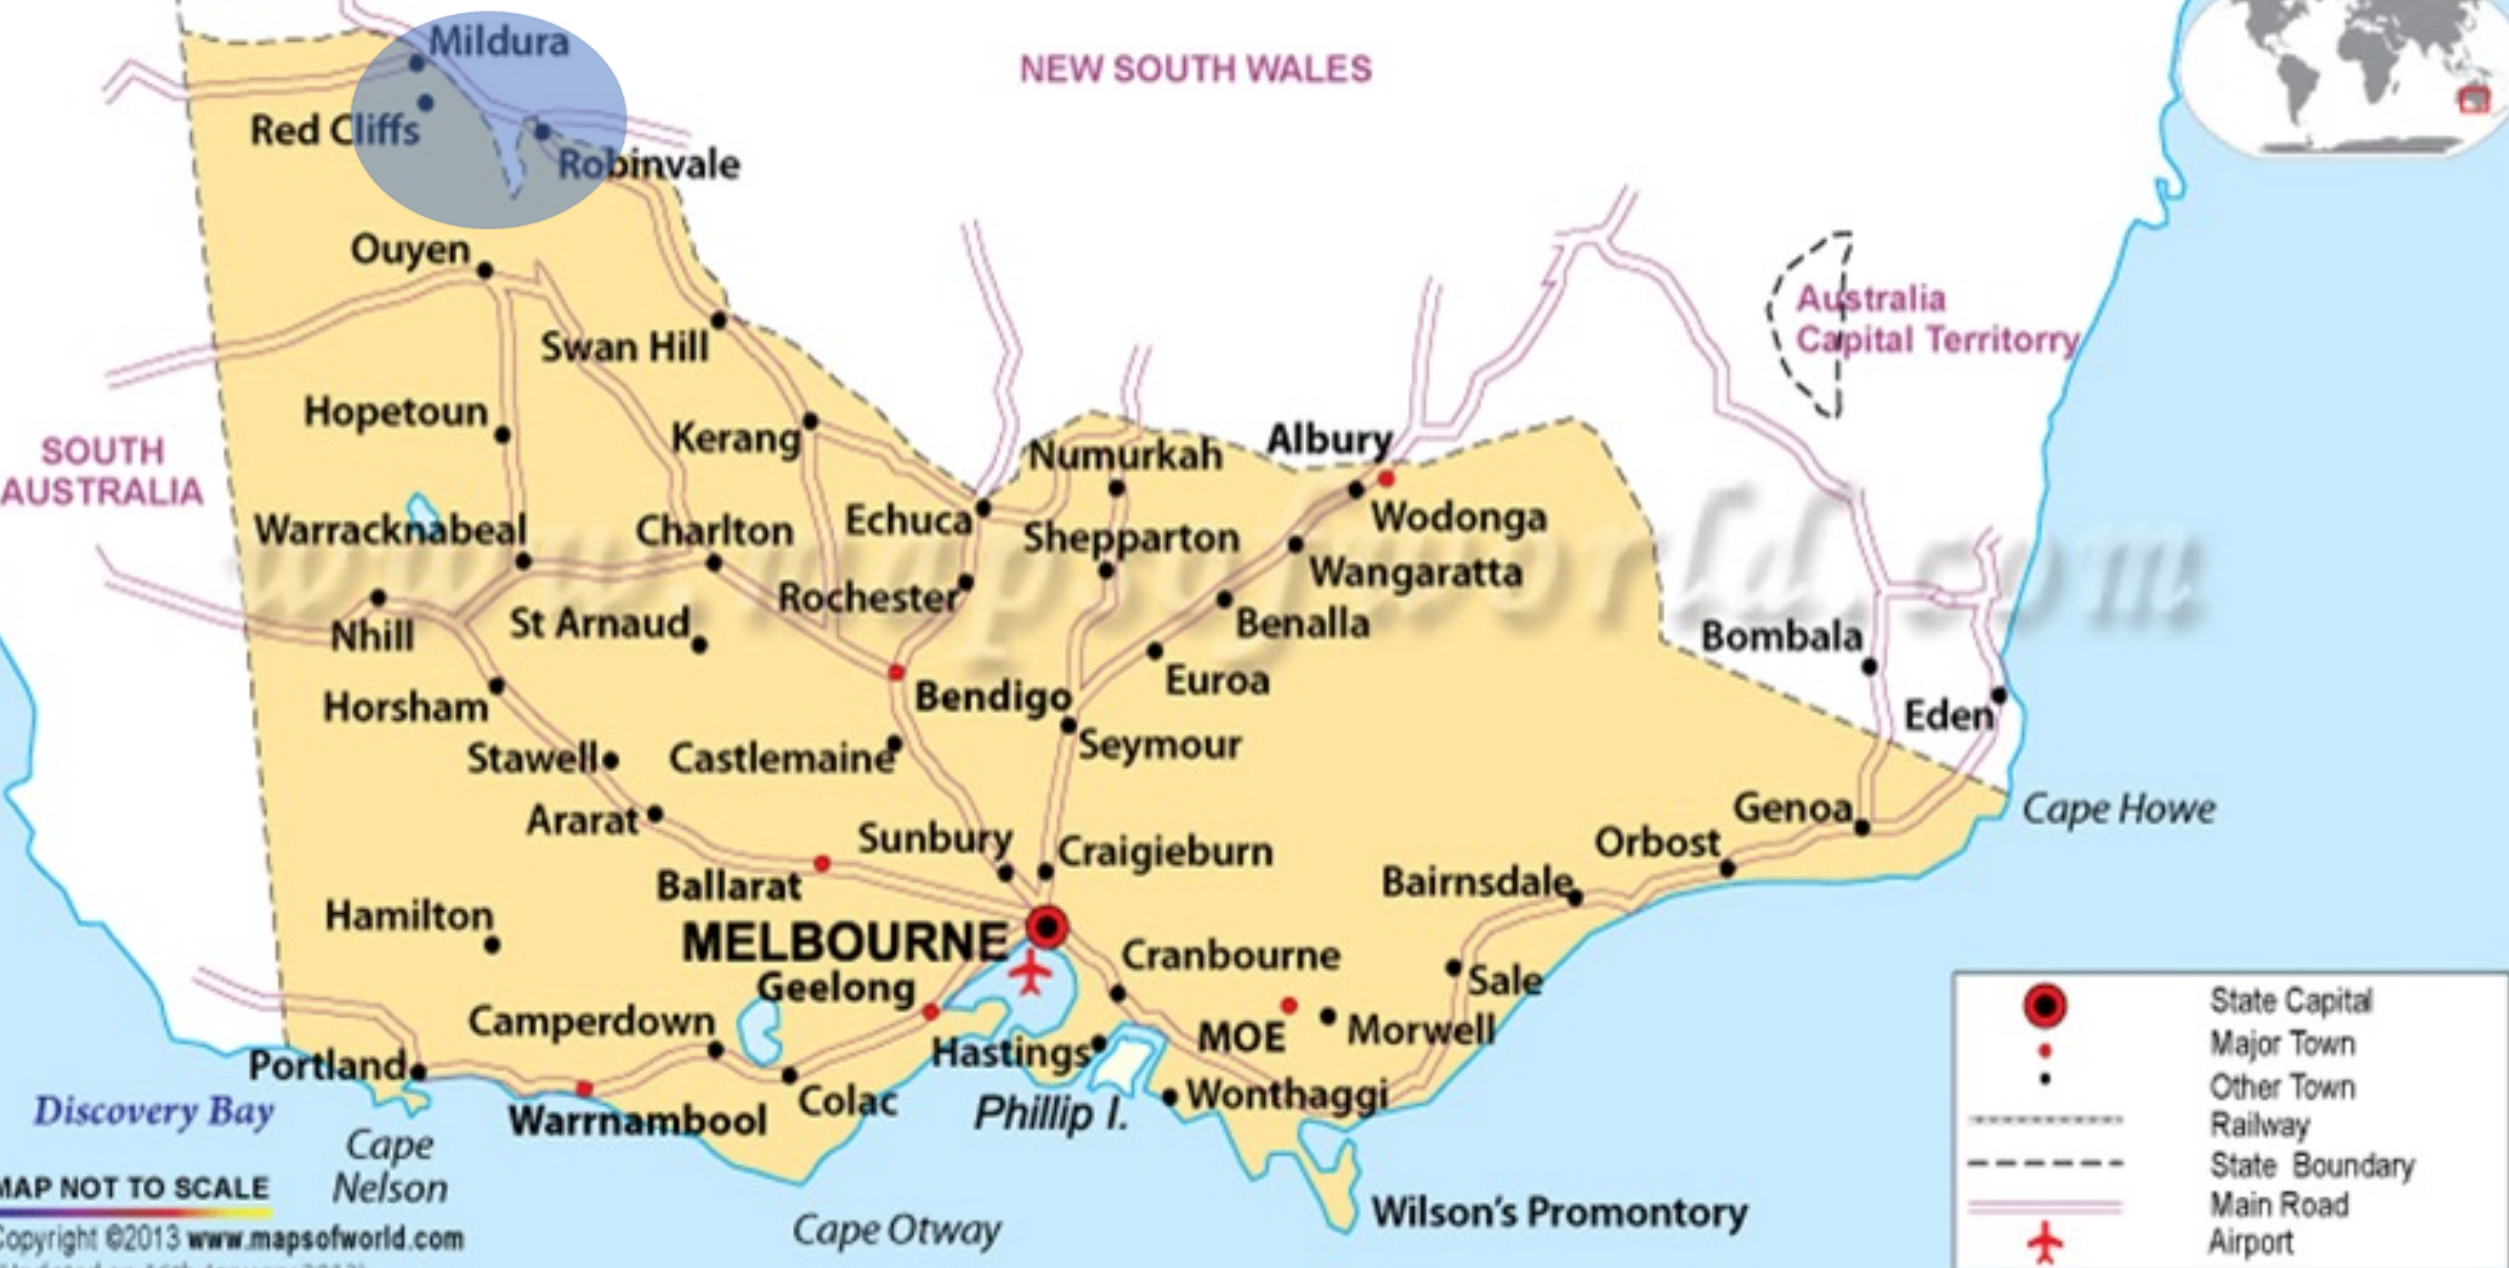 Mildura
NEW SOUTH WALES
Red Cliffs
Robinvale
Ouyen
Australia
Capital Territorry
Swan Hill
Hopetoun
Kerang
Albury
SOUTH
AUSTRALIA
Numurkah
Warracknabeal
Charlton
Echuca
Shepparton
Wodonga
www.mapsofworld.com
Wangaratta
Rochester
Nhill
St Arnaud
Benalla
Bombala
Horsham
Bendigo
Euroa
Eden
Stawell
Castlemaine
Seymour
Ararat
Sunbury
Craigieburn
Genoa
Cape Howe
Orbost
Ballarat
Bairnsdale
Hamilton
MELBOURNE
Cranbourne
Geelong
Sale
Camperdown
MOE
Morwell
Portland
Hastings
Wonthaggi
Discovery Bay
Warrnambool
Colac
Phillip I.
Cape
Nelson
MAP NOT TO SCALE
Cape Otway
Wilson's Promontory
Copyright ©2013 www.mapsofworld.com
State Capital
Major Town
Other Town
Railway
State Boundary
Main Road
Airport